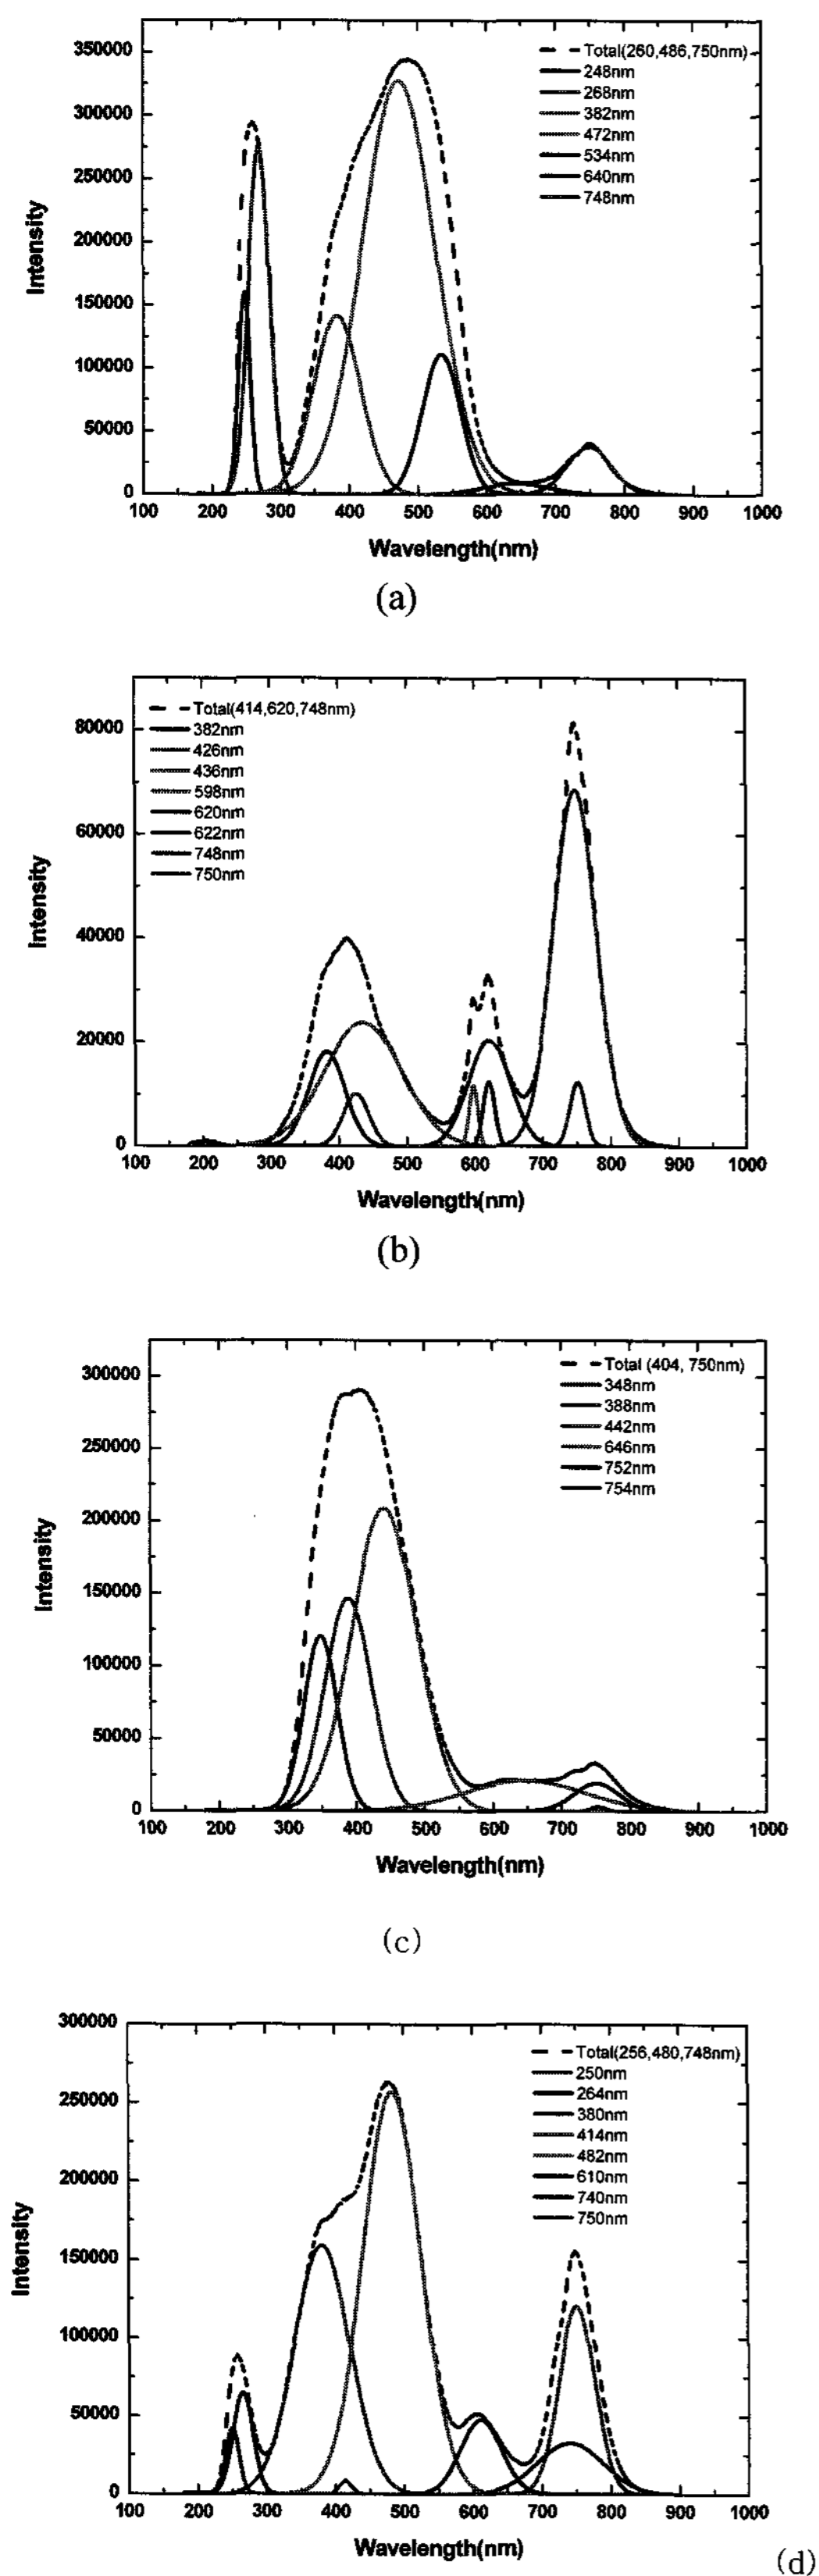 350000
300000
250000
200000
150000
100000
50000
0
Intensity
Total(260,486,750nm)
248nm
268nm
382nm
472nm
534nm
640nm
748nm
100 200 300 400 500 600 700 800 900 1000
Wavelength(nm)
(a)
80000
60000
40000
20000
0
Intensity
Total(414,620,748nm)
382nm
426nm
436nm
598nm
620nm
622nm
748nm
750nm
100 200 300 400 500 600 700 800 900 1000
Wavelength(nm)
(b)
300000
250000
200000
150000
100000
50000
0
Intensity
Total (404, 750nm)
348nm
388nm
442nm
646nm
752nm
754nm
100 200 300 400 500 600 700 800 900 1000
Wavelength(nm)
(c)
300000
250000
200000
150000
100000
50000
0
Intensity
Total(256,480,748nm)
250nm
264nm
380nm
414nm
482nm
610nm
740nm
750nm
100 200 300 400 500 600 700 800 900 1000
Wavelength(nm)
(d)